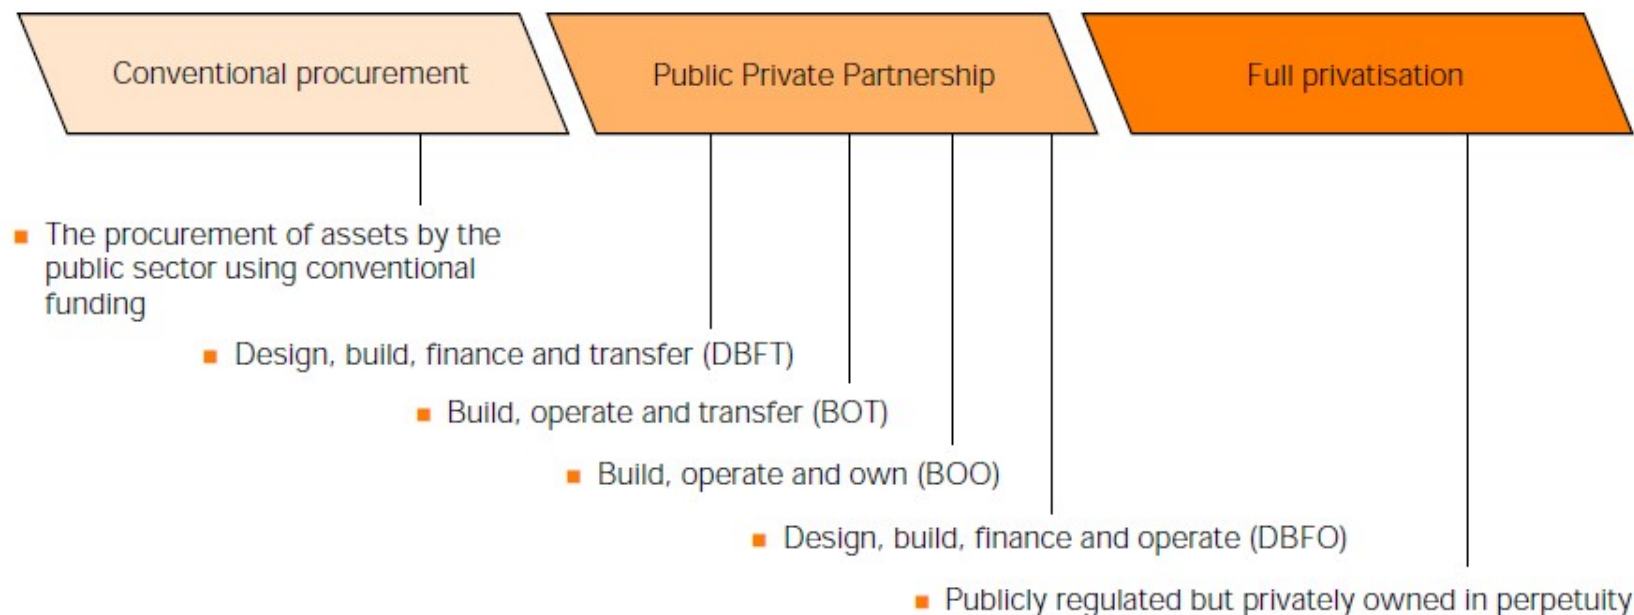 Conventional procurement
Public Private Partnership
Full privatisation
The procurement of assets by the
public sector using conventional
funding
Design, build, finance and transfer (DBFT)
Build, operate and transfer (BOT)
Build, operate and own (BOO)
Design, build, finance and operate (DBFO)
Publicly regulated but privately owned in perpetuity